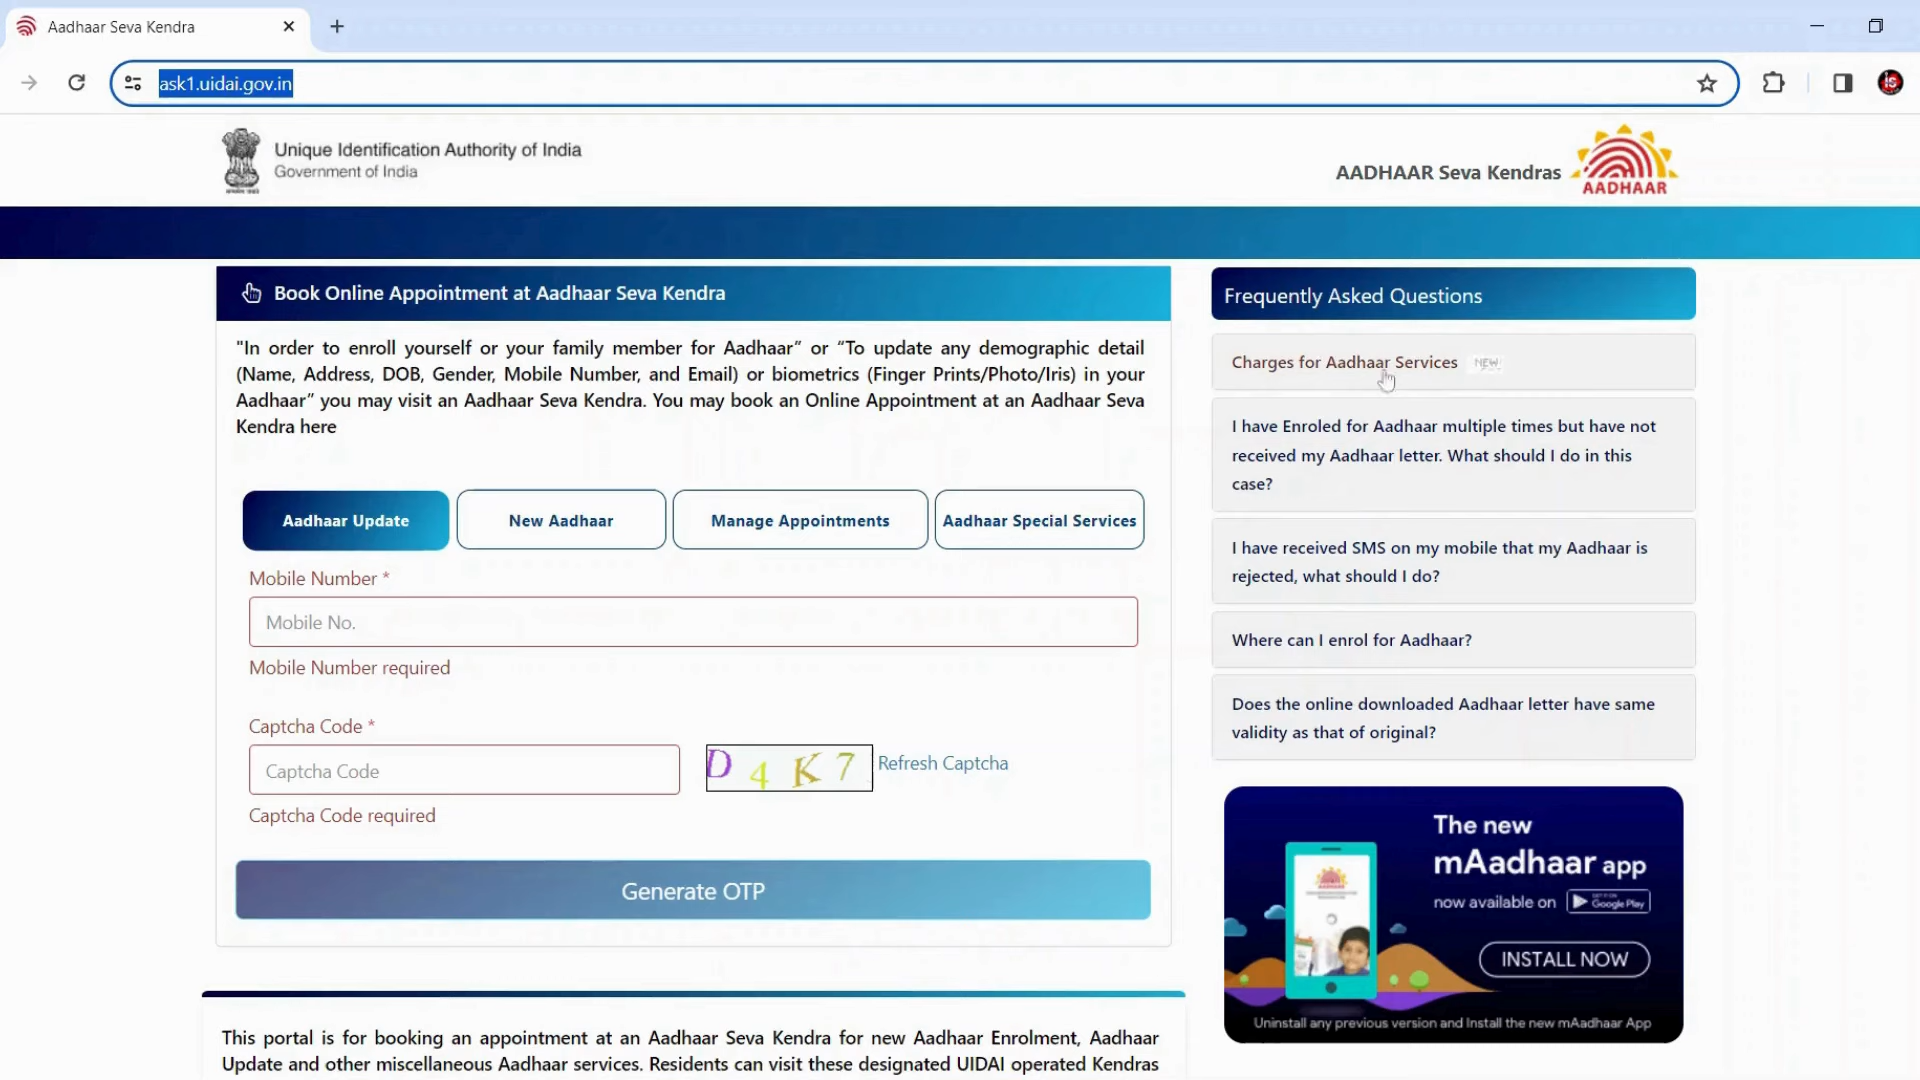 Aadhaar Seva Kendra
ask1.uidai.gov.in
Unique Identification Authority of India
Government of India
AADHAAR Seva Kendras
AADHAAR
Book Online Appointment at Aadhaar Seva Kendra
"In order to enroll yourself or your family member for Aadhaar” or “To update any demographic detail
(Name, Address, DOB, Gender, Mobile Number, and Email) or biometrics (Finger Prints/Photo/Iris) in your
Aadhaar” you may visit an Aadhaar Seva Kendra. You may book an Online Appointment at an Aadhaar Seva
Kendra here
Aadhaar Update
New Aadhaar
Manage Appointments
Aadhaar Special Services
Mobile Number *
Mobile No.
Mobile Number required
Captcha Code *
Captcha Code
D 4 K 7
Refresh Captcha
Captcha Code required
Generate OTP
This portal is for booking an appointment at an Aadhaar Seva Kendra for new Aadhaar Enrolment, Aadhaar
Update and other miscellaneous Aadhaar services. Residents can visit these designated UIDAI operated Kendras
Frequently Asked Questions
Charges for Aadhaar Services NEW
I have Enroled for Aadhaar multiple times but have not
received my Aadhaar letter. What should I do in this
case?
I have received SMS on my mobile that my Aadhaar is
rejected, what should I do?
Where can I enrol for Aadhaar?
Does the online downloaded Aadhaar letter have same
validity as that of original?
The new
mAadhaar app
now available on
GET IT ON
Google Play
INSTALL NOW
Uninstall any previous version and Install the new mAadhaar App